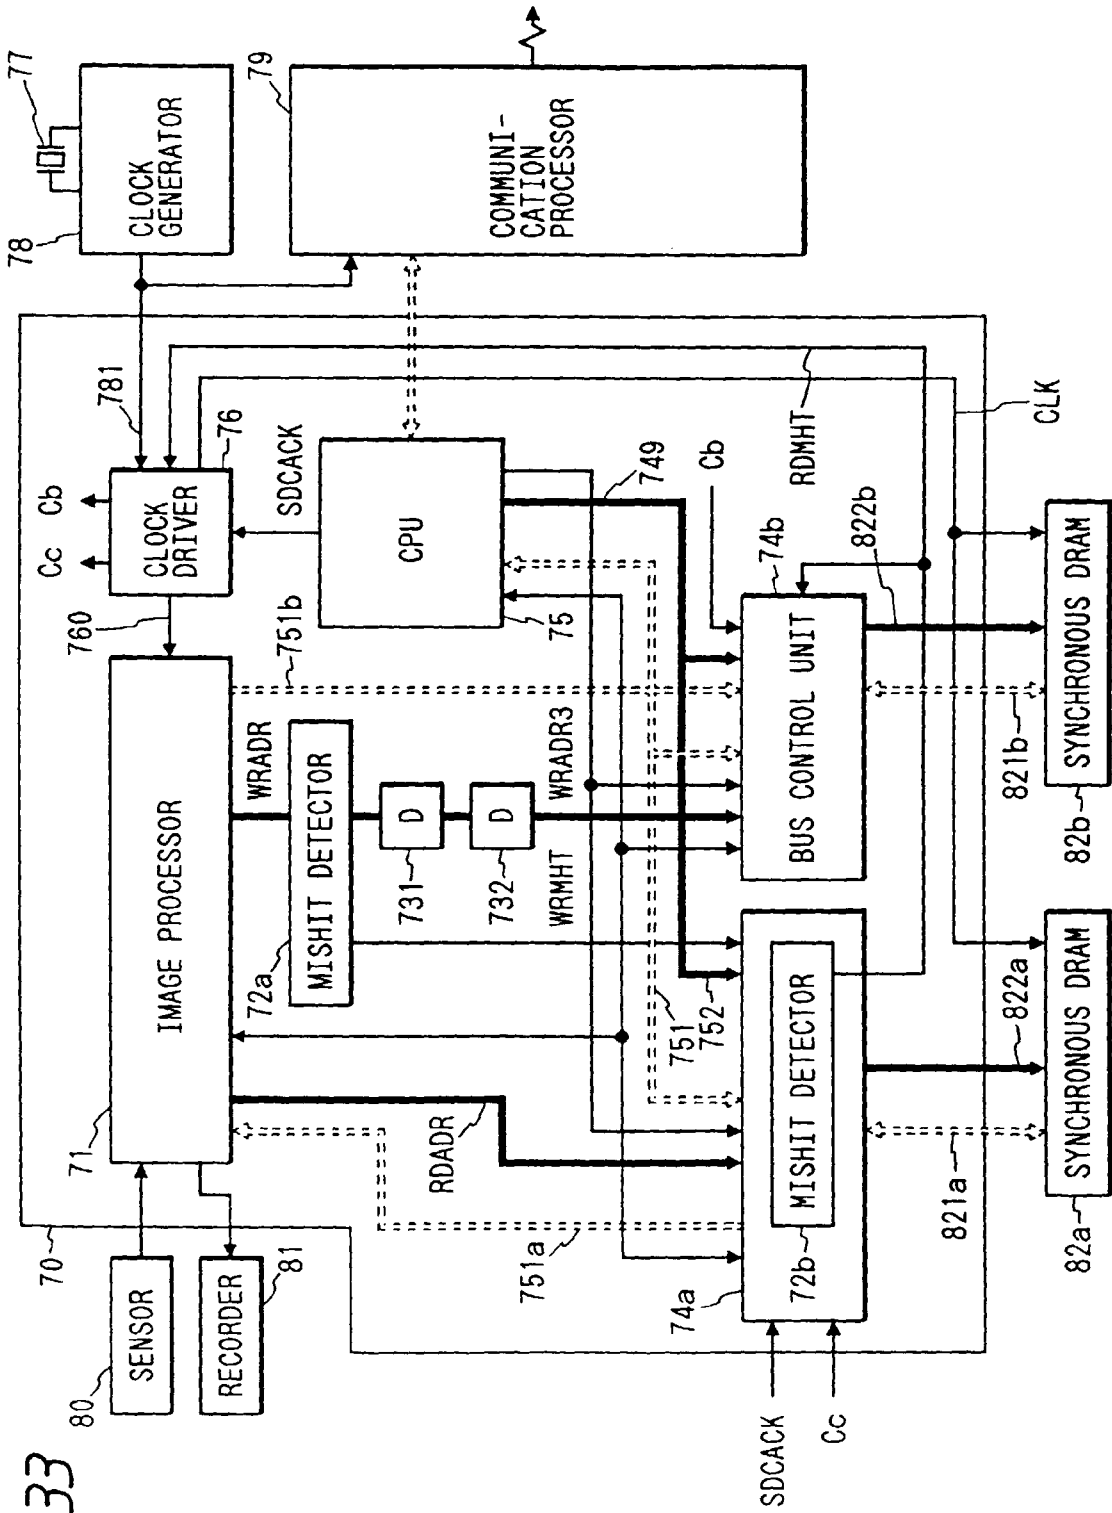 33
80
SENSOR
RECORDER
81
70
71
IMAGE PROCESSOR
760
CLOCK
DRIVER
76
Cc
Cb
781
78
CLOCK
GENERATOR
77
79
COMMUNI-
CATION
PROCESSOR
SDCACK
CPU
75
749
751b
WRADR
72a
MISHIT DETECTOR
D
731
D
732
WRADR3
WRMHT
RDADR
751a
751
752
Cb
74b
BUS CONTROL UNIT
822b
RDMHT
CLK
74a
72b
MISHIT DETECTOR
SDCACK
Cc
821a
822a
82a
SYNCHRONOUS DRAM
821b
82b
SYNCHRONOUS DRAM